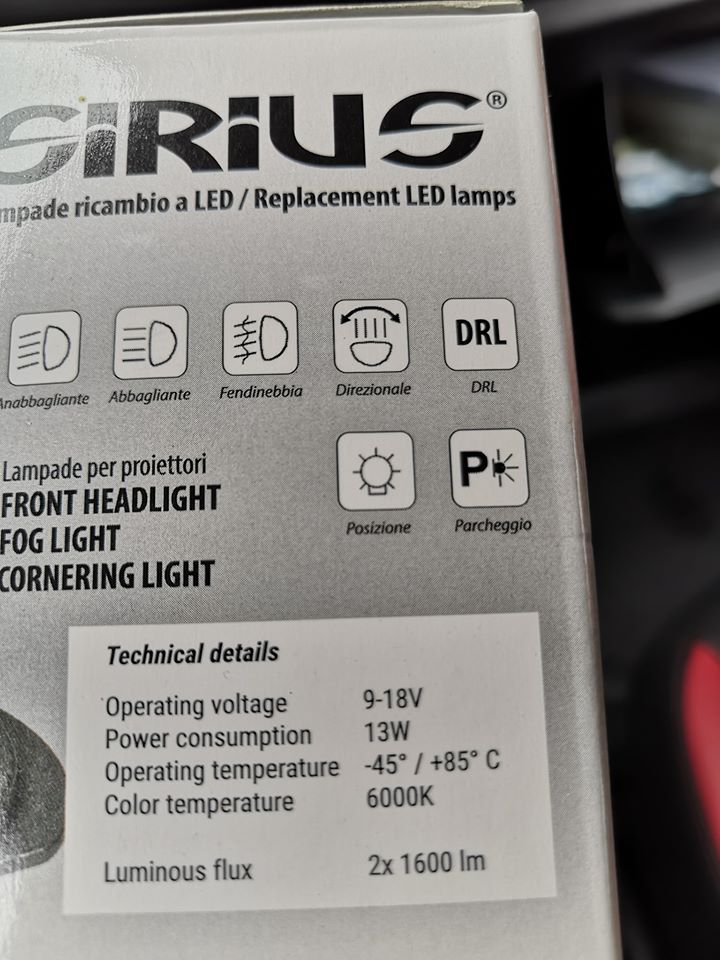 SIRIUS®
mpade ricambio a LED / Replacement LED lamps
DRL
Anabbagliante Abbagliante Fendinebbia Direzionale DRL
Lampade per proiettori
FRONT HEADLIGHT
FOG LIGHT
CORNERING LIGHT
P
Posizione Parcheggio
Technical details
Operating voltage 9-18V
Power consumption 13W
Operating temperature -45° / +85° C
Color temperature 6000K
Luminous flux 2x 1600 lm